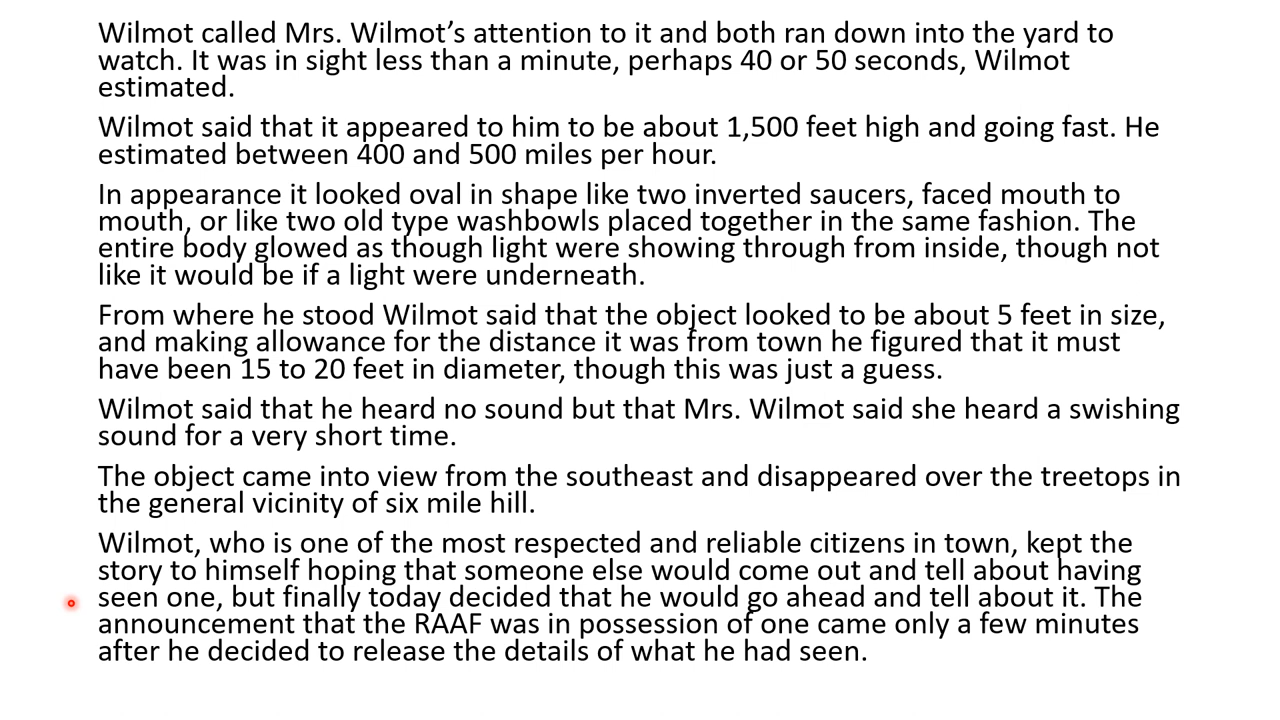 Wilmot called Mrs. Wilmot’s attention to it and both ran down into the yard to
watch. It was in sight less than a minute, perhaps 40 or 50 seconds, Wilmot
estimated.
Wilmot said that it appeared to him to be about 1,500 feet high and going fast. He
estimated between 400 and 500 miles per hour.
In appearance it looked oval in shape like two inverted saucers, faced mouth to
mouth, or like two old type washbowls placed together in the same fashion. The
entire body glowed as though light were showing through from inside, though not
like it would be if a light were underneath.
From where he stood Wilmot said that the object looked to be about 5 feet in size,
and making allowance for the distance it was from town he figured that it must
have been 15 to 20 feet in diameter, though this was just a guess.
Wilmot said that he heard no sound but that Mrs. Wilmot said she heard a swishing
sound for a very short time.
The object came into view from the southeast and disappeared over the treetops in
the general vicinity of six mile hill.
Wilmot, who is one of the most respected and reliable citizens in town, kept the
story to himself hoping that someone else would come out and tell about having
seen one, but finally today decided that he would go ahead and tell about it. The
announcement that the RAAF was in possession of one came only a few minutes
after he decided to release the details of what he had seen.